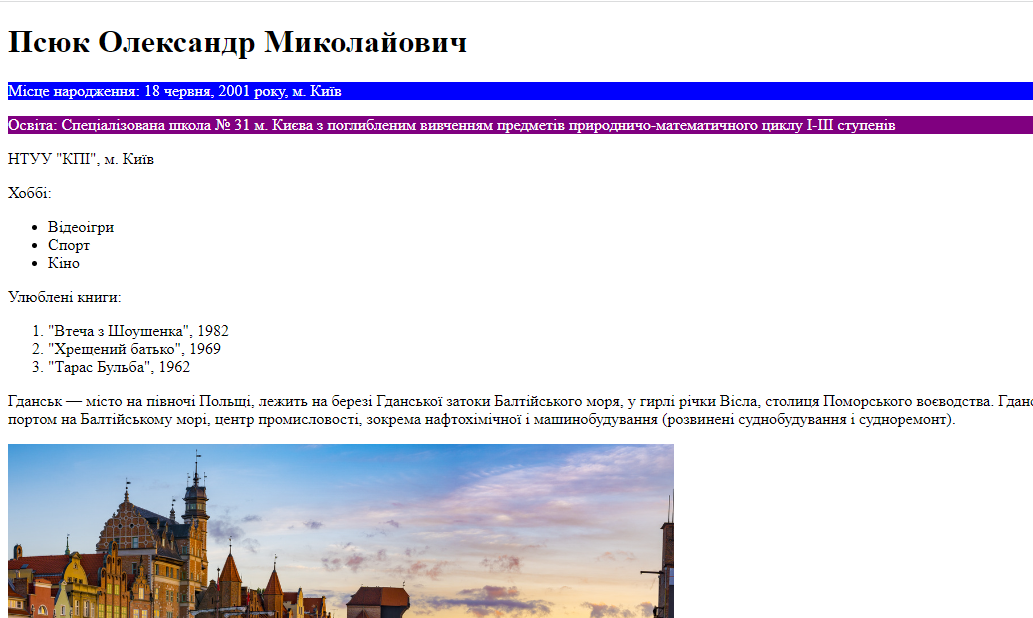 Псюк Олександр Миколайович
Місце народження: 18 червня, 2001 року, м. Київ
Освіта: Спеціалізована школа № 31 м. Києва з поглибленим вивченням предметів природничо-математичного циклу І-ІІІ ступенів
НТУУ "КПІ", м. Київ
Хоббі:
• Відеоігри
• Спорт
• Кіно
Улюблені книги:
1. "Втеча з Шоушенка", 1982
2. "Хрещений батько", 1969
3. "Тарас Бульба", 1962
Гданськ — місто на півночі Польщі, лежить на березі Гданської затоки Балтійського моря, у гирлі річки Вісла, столиця Поморського воєводства.
портом на Балтійському морі, центр промисловості, зокрема нафтохімічної і машинобудування (розвинені суднобудування і судноремонт).